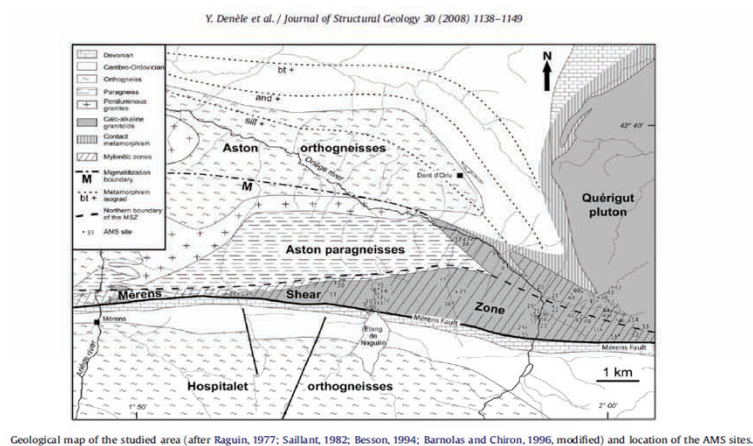 Y. Denèle et al. / Journal of Structural Geology 30 (2008) 1138–1149
Devonian
Cambro-Ordovician
Orthogneiss
Paragneiss
Peraluminous
granites
Calc-alkaline
granitoids
Contact
metamorphism
Mylonitic zones
M Migmatitization
boundary
bt + Metamorphism
isograd
Northern boundary
of the MSZ
AMS site
bt +
and +
sill +
N
42° 40'
Aston orthogneisses
Oriège river
Dent d'Orlu
M
Quérigut
pluton
Aston paragneisses
Mérens Shear Zone
Mérens
Mérens Fault
Etang
de
Naguille
Mérens Fault
Ariège river
Hospitalet orthogneisses
1 km
1° 50'
2° 00'
Geological map of the studied area (after Raguin, 1977; Saillant, 1982; Besson, 1994; Barnolas and Chiron, 1996, modified) and location of the AMS sites.